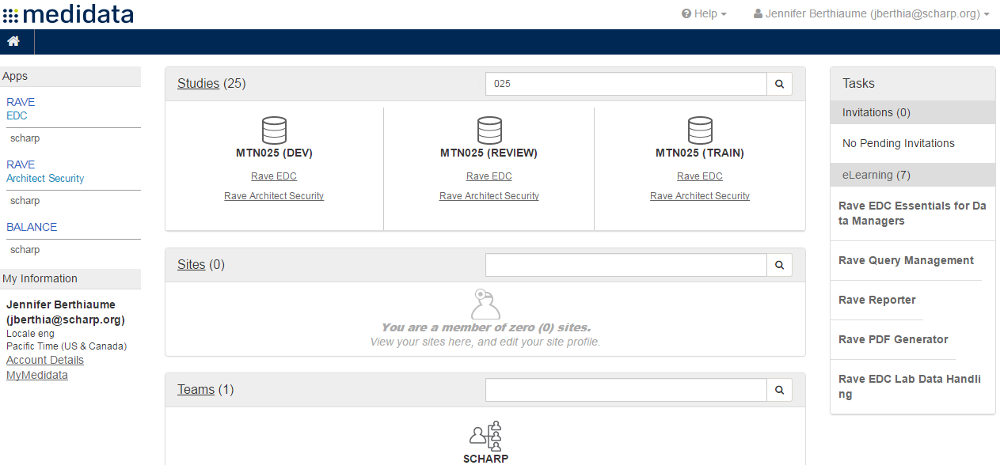 medidata
Help
Jennifer Berthiaume (jberthia@scharp.org)
Apps
RAVE
EDC
scharp
RAVE
Architect Security
scharp
BALANCE
scharp
My Information
Jennifer Berthiaume
(jberthia@scharp.org)
Locale eng
Pacific Time (US & Canada)
Account Details
MyMedidata
Studies (25)
025
MTN025 (DEV)
Rave EDC
Rave Architect Security
MTN025 (REVIEW)
Rave EDC
Rave Architect Security
MTN025 (TRAIN)
Rave EDC
Rave Architect Security
Sites (0)
You are a member of zero (0) sites.
View your sites here, and edit your site profile.
Teams (1)
SCHARP
Tasks
Invitations (0)
No Pending Invitations
eLearning (7)
Rave EDC Essentials for Da
ta Managers
Rave Query Management
Rave Reporter
Rave PDF Generator
Rave EDC Lab Data Handli
ng